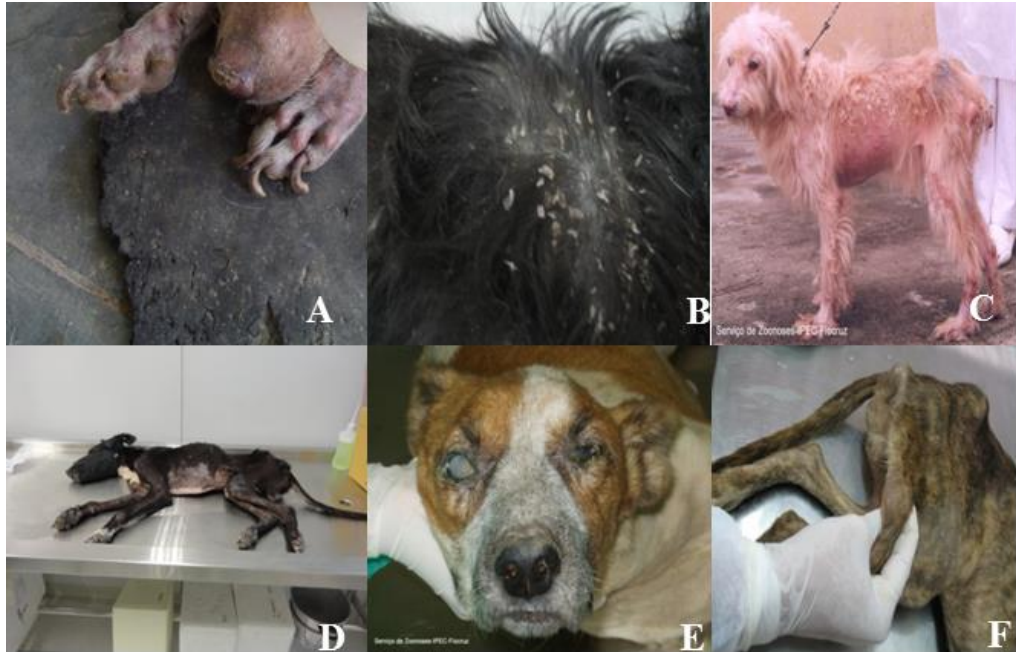 A
B
C
Serviço de Zoonoses-IPEC-Fiocruz
D
E
Serviço de Zoonoses-IPEC-Fiocruz
F